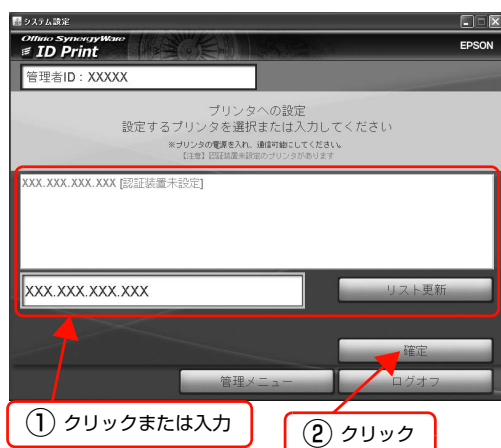 システム設定
Offirio SynergyWare
ID Print
EPSON
管理者ID：XXXXX
プリンタへの設定
設定するプリンタを選択または入力してください
※プリンタの電源を入れ、通信可能にしてください。
【注意】認証装置未設定のプリンタがあります
XXX.XXX.XXX.XXX [認証装置未設定]
XXX.XXX.XXX.XXX
リスト更新
確定
管理メニュー
ログオフ
① クリックまたは入力
② クリック